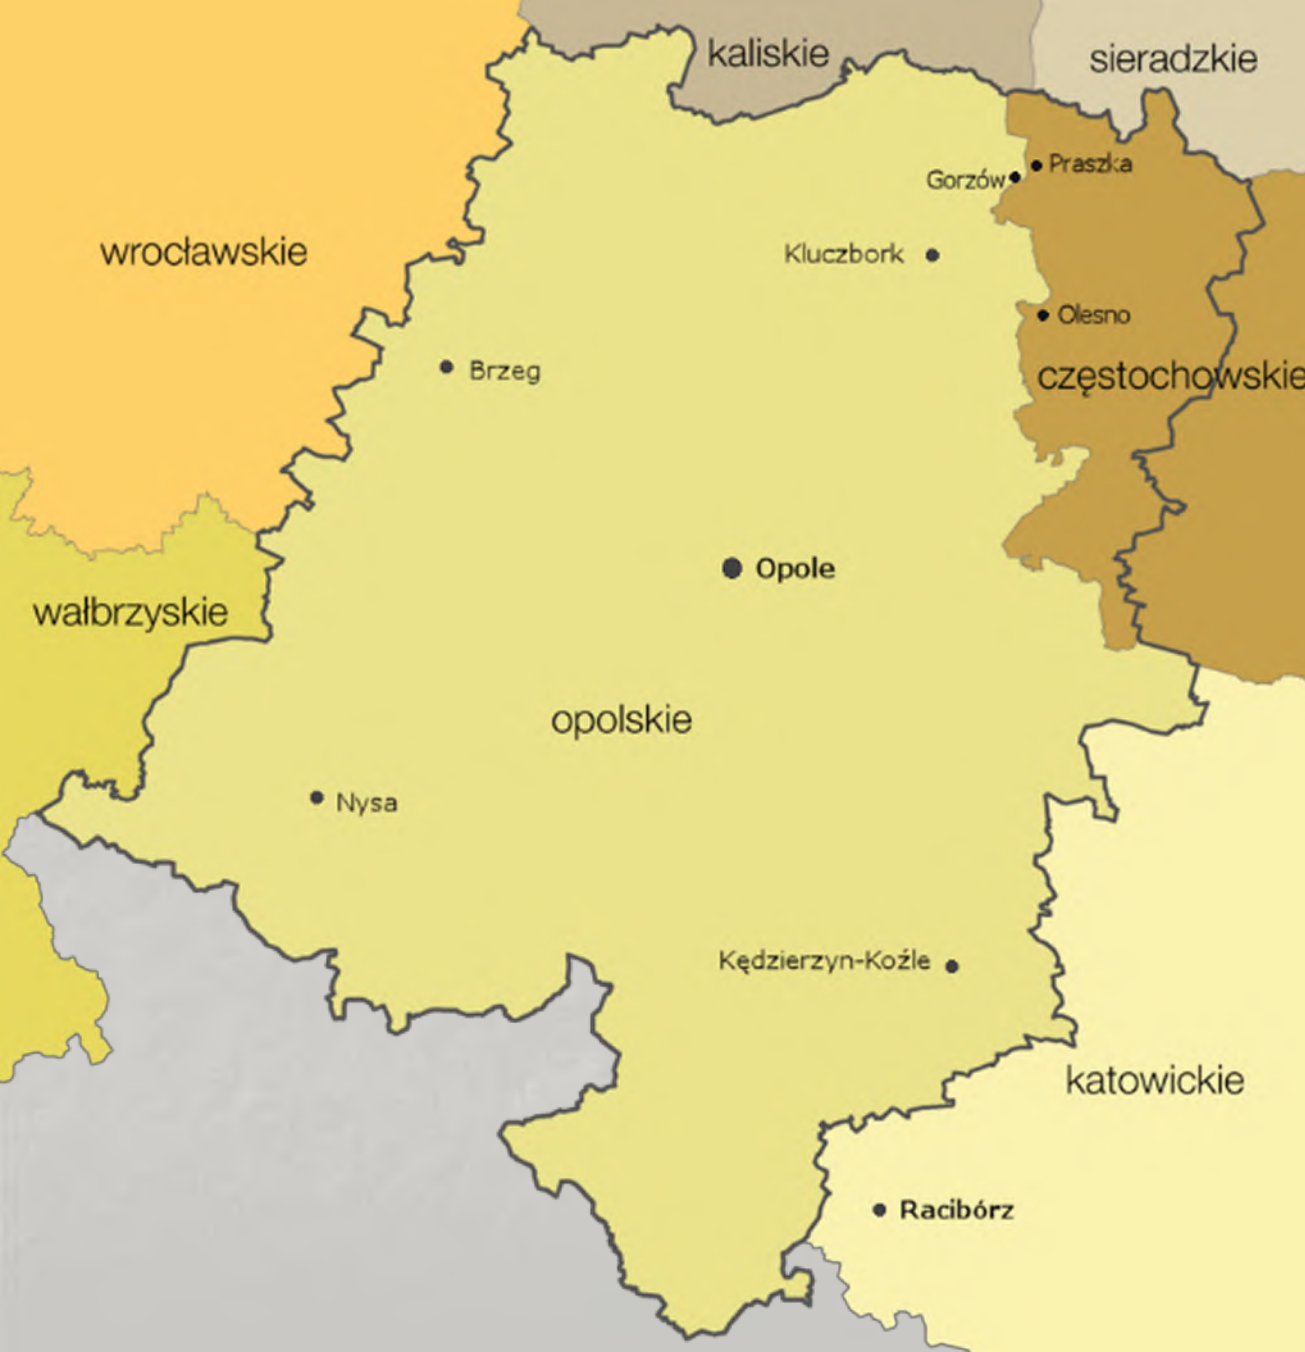 kaliskie
sieradzkie
Praszka
Gorzów
wrocławskie
Kluczbork
Olesno
Brzeg
częstochowskie
Opole
wałbrzyskie
opolskie
Nysa
Kędzierzyn-Koźle
katowickie
Racibórz